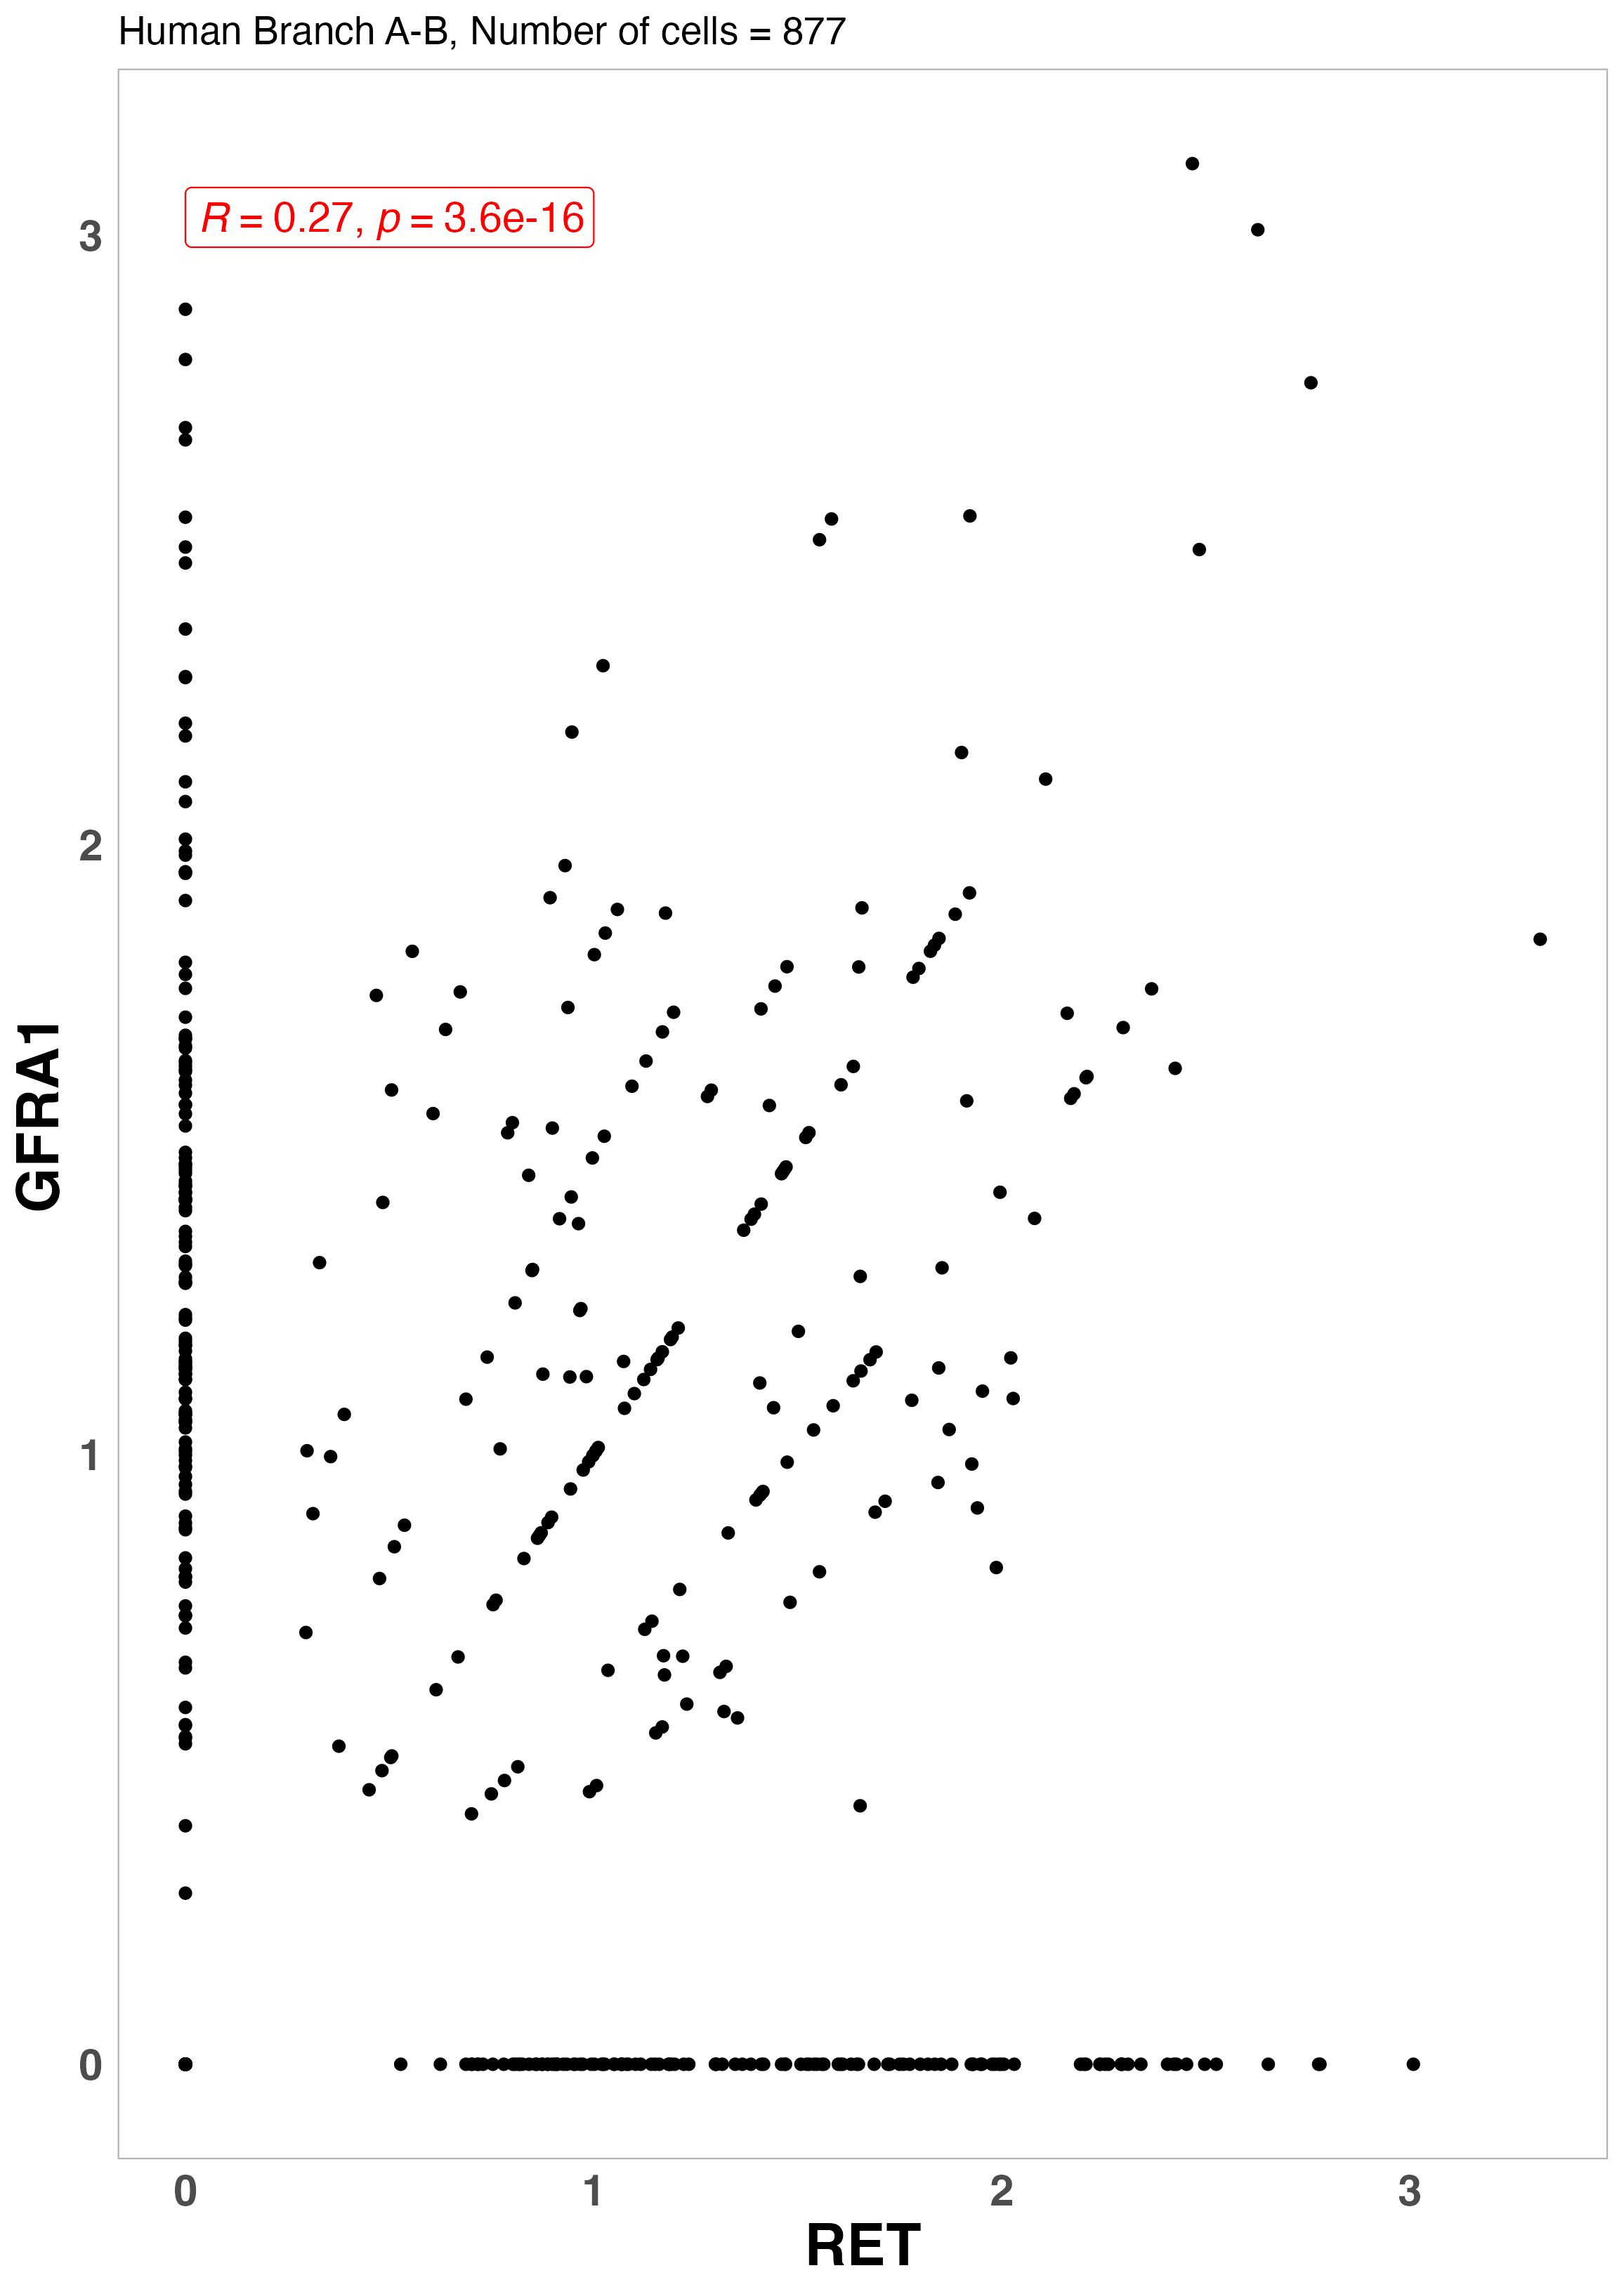 Human Branch A-B, Number of cells = 877
R = 0.27, p = 3.6e-16
3
2
1
0
GFRA1
0 1 2 3
RET